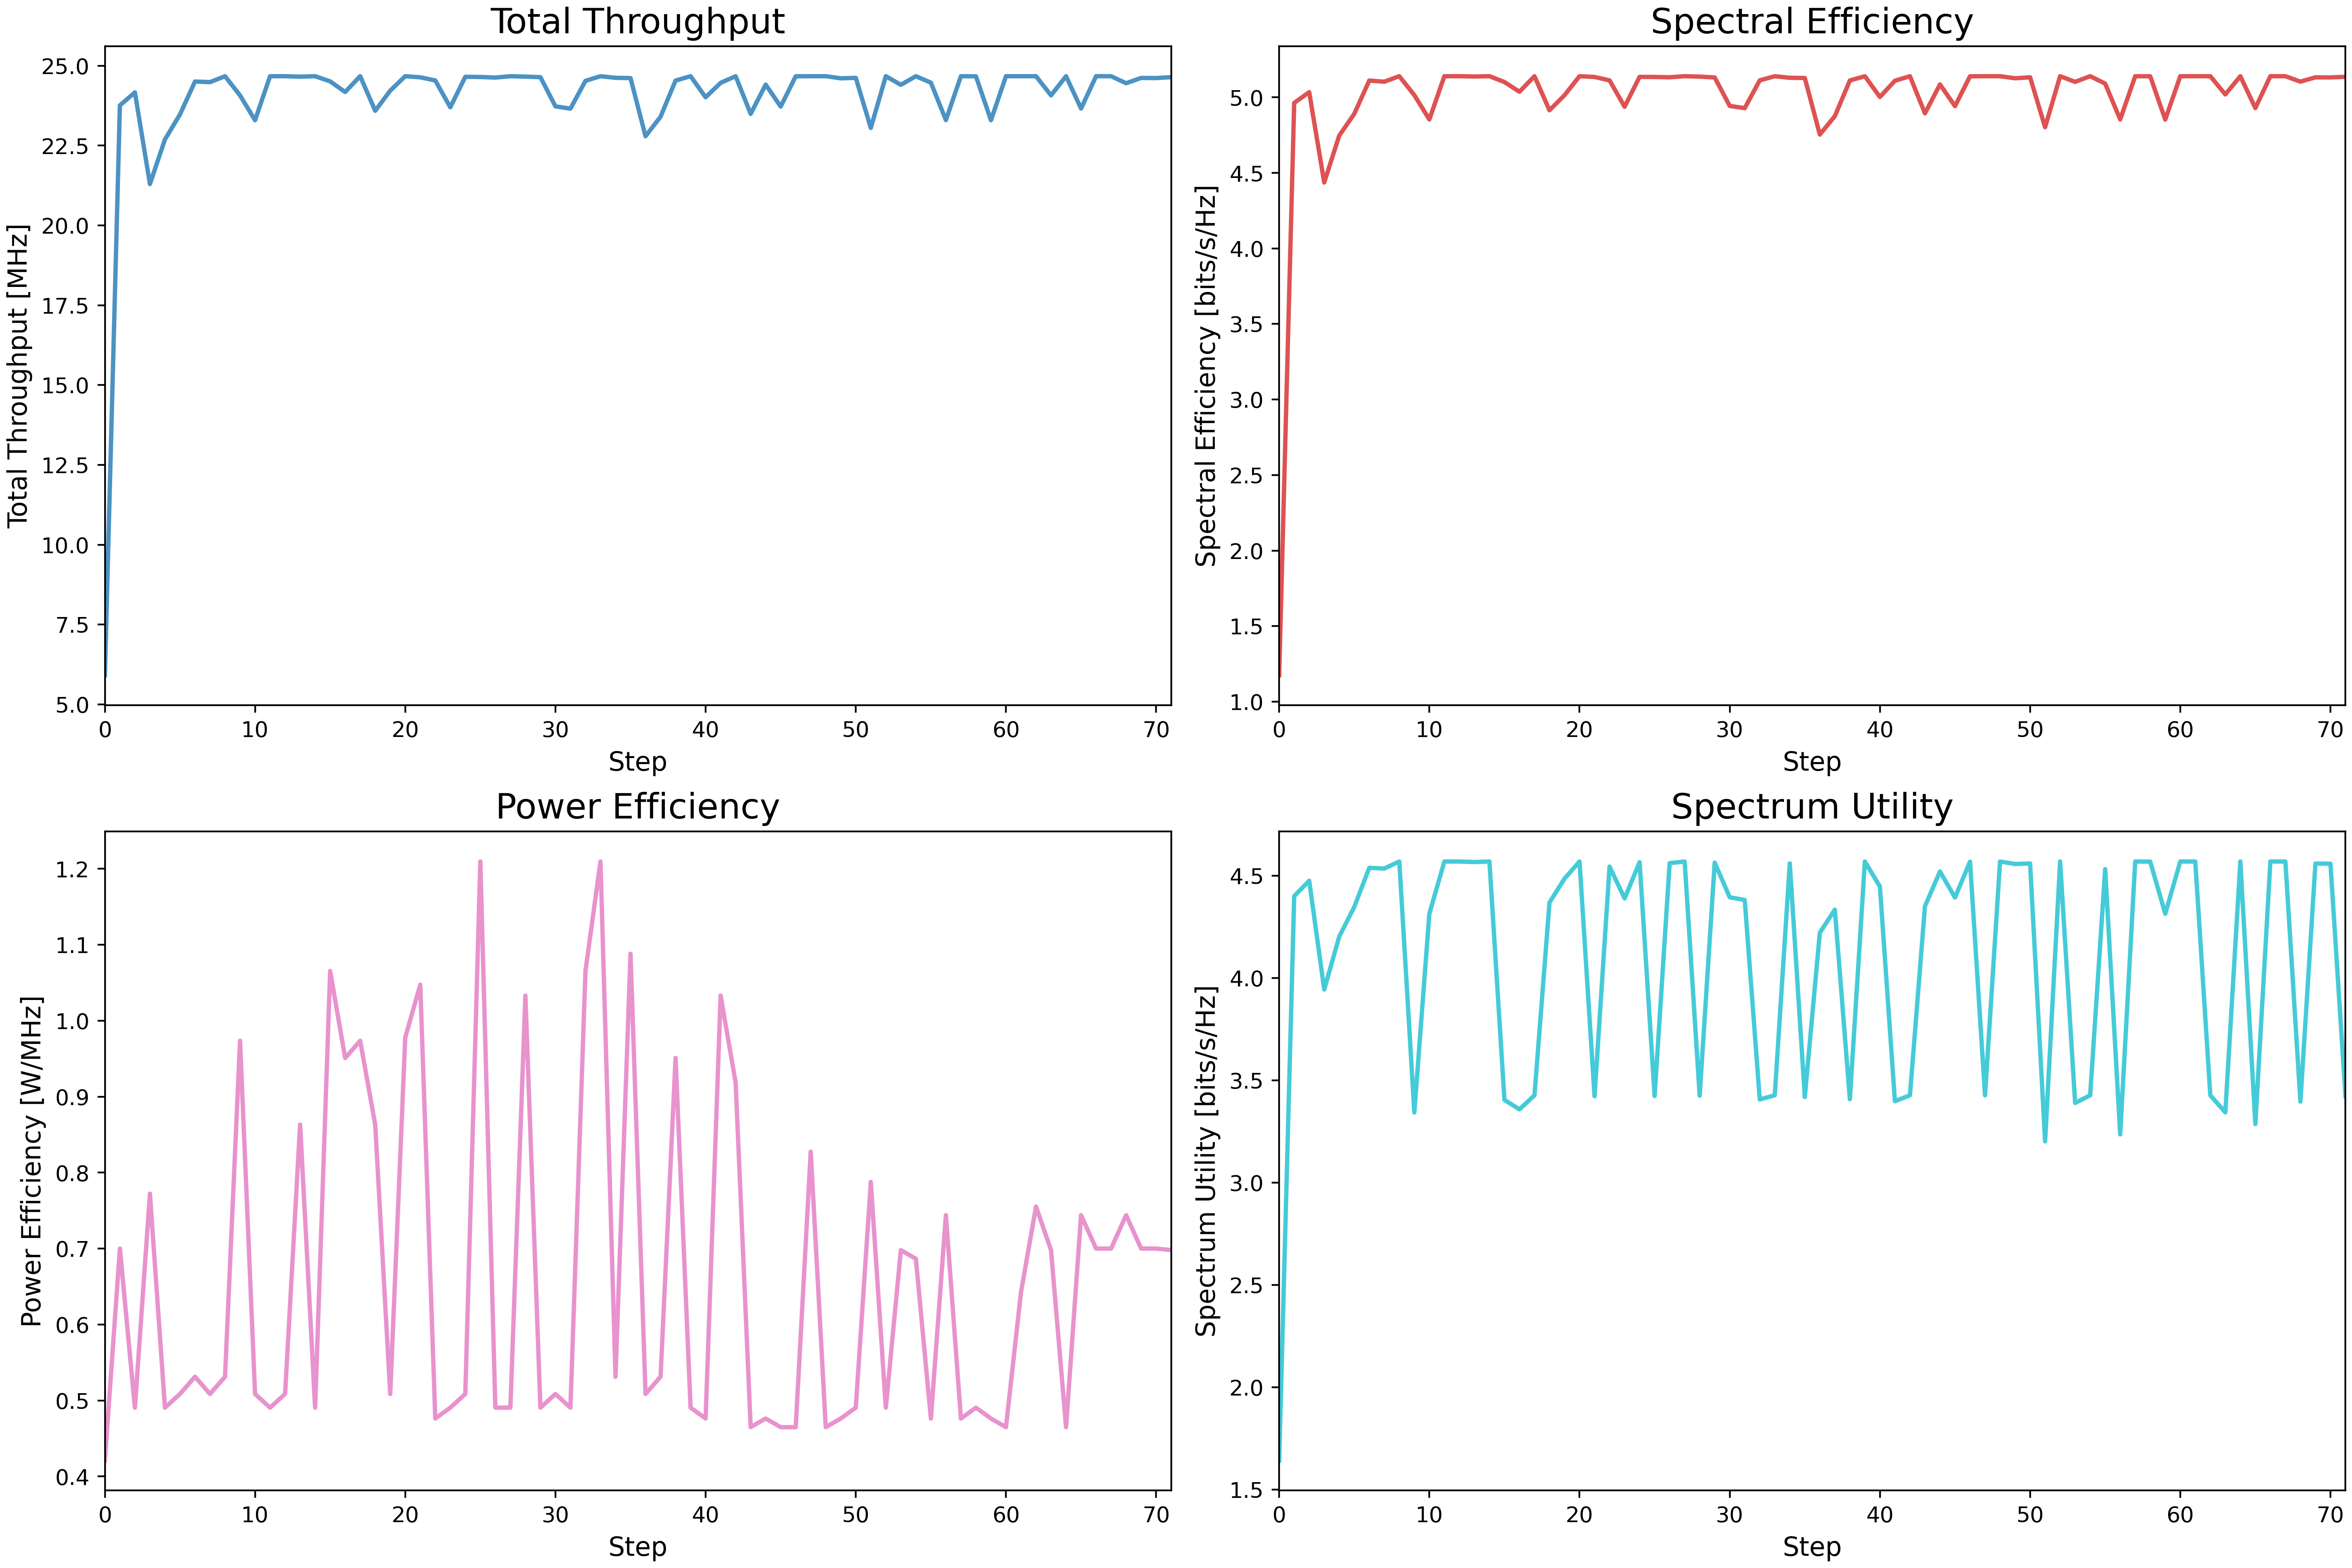 Total Throughput
Total Throughput [MHz]
25.0
22.5
20.0
17.5
15.0
12.5
10.0
7.5
5.0
0 10 20 30 40 50 60 70
Step
Spectral Efficiency
Spectral Efficiency [bits/s/Hz]
5.0
4.5
4.0
3.5
3.0
2.5
2.0
1.5
1.0
0 10 20 30 40 50 60 70
Step
Power Efficiency
Power Efficiency [W/MHz]
1.2
1.1
1.0
0.9
0.8
0.7
0.6
0.5
0.4
0 10 20 30 40 50 60 70
Step
Spectrum Utility
Spectrum Utility [bits/s/Hz]
4.5
4.0
3.5
3.0
2.5
2.0
1.5
0 10 20 30 40 50 60 70
Step